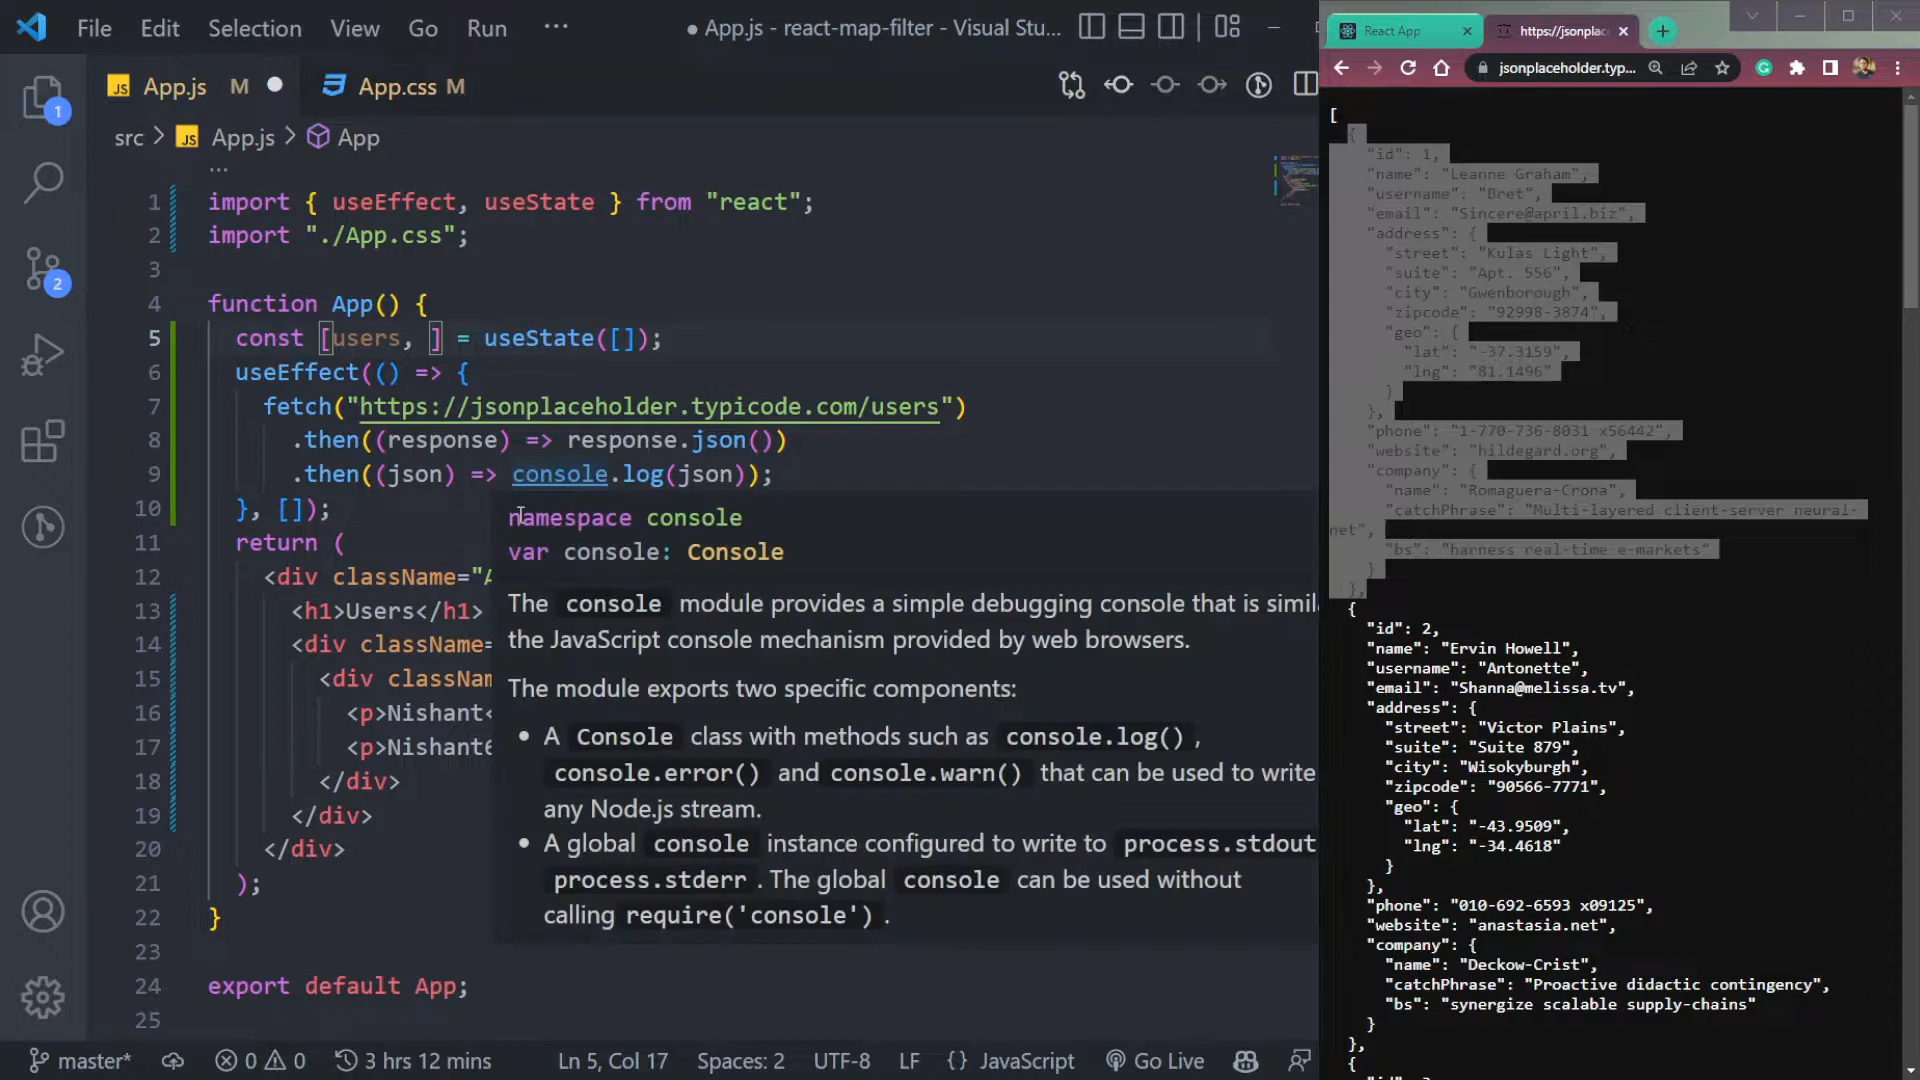 File Edit Selection View Go Run ···
● App.js - react-map-filter - Visual Stu...
JS App.js M ●
App.css M
src > JS App.js > App
1
2
···
1 import { useEffect, useState } from "react";
2 import "./App.css";
3
4 function App() {
5 const [users, ] = useState([]);
6 useEffect(() => {
7 fetch("https://jsonplaceholder.typicode.com/users")
8 .then((response) => response.json())
9 .then((json) => console.log(json));
10 }, []);
11 return (
12 <div className="A
13 <h1>Users</h1>
14 <div className=
15 <div classNam
16 <p>Nishant<
17 <p>Nishant6
18 </div>
19 </div>
20 </div>
21 );
22 }
23
24 export default App;
25
namespace console
var console: Console
The console module provides a simple debugging console that is simil
the JavaScript console mechanism provided by web browsers.
The module exports two specific components:
• A Console class with methods such as console.log() ,
console.error() and console.warn() that can be used to write
any Node.js stream.
• A global console instance configured to write to process.stdout
process.stderr . The global console can be used without
calling require('console') .
master* 0 0 3 hrs 12 mins Ln 5, Col 17 Spaces: 2 UTF-8 LF {} JavaScript Go Live
React App
https://jsonplac
jsonplaceholder.typ...
[
{
"id": 1,
"name": "Leanne Graham",
"username": "Bret",
"email": "Sincere@april.biz",
"address": {
"street": "Kulas Light",
"suite": "Apt. 556",
"city": "Gwenborough",
"zipcode": "92998-3874",
"geo": {
"lat": "-37.3159",
"lng": "81.1496"
}
},
"phone": "1-770-736-8031 x56442",
"website": "hildegard.org",
"company": {
"name": "Romaguera-Crona",
"catchPhrase": "Multi-layered client-server neural-
net",
"bs": "harness real-time e-markets"
}
},
{
"id": 2,
"name": "Ervin Howell",
"username": "Antonette",
"email": "Shanna@melissa.tv",
"address": {
"street": "Victor Plains",
"suite": "Suite 879",
"city": "Wisokyburgh",
"zipcode": "90566-7771",
"geo": {
"lat": "-43.9509",
"lng": "-34.4618"
}
},
"phone": "010-692-6593 x09125",
"website": "anastasia.net",
"company": {
"name": "Deckow-Crist",
"catchPhrase": "Proactive didactic contingency",
"bs": "synergize scalable supply-chains"
}
},
{